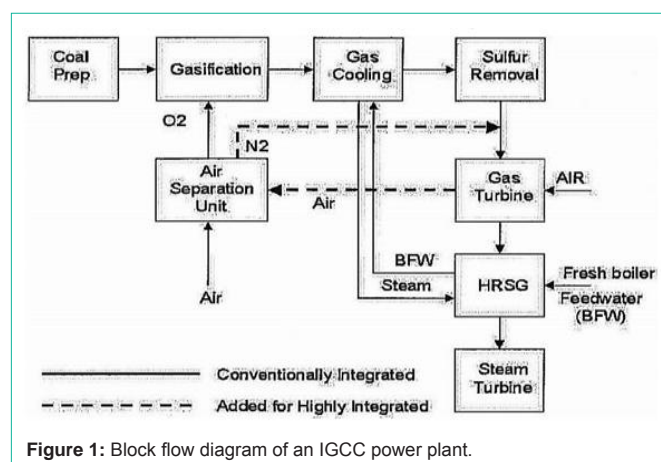 Coal
Prep
Gasification
Gas
Cooling
Sulfur
Removal
O2
N2
Air
Separation
Unit
Air
Gas
Turbine
AIR
BFW
Steam
HRSG
Fresh boiler
Feedwater
(BFW)
Air
Steam
Turbine
Conventionally Integrated
Added for Highly Integrated
Figure 1: Block flow diagram of an IGCC power plant.